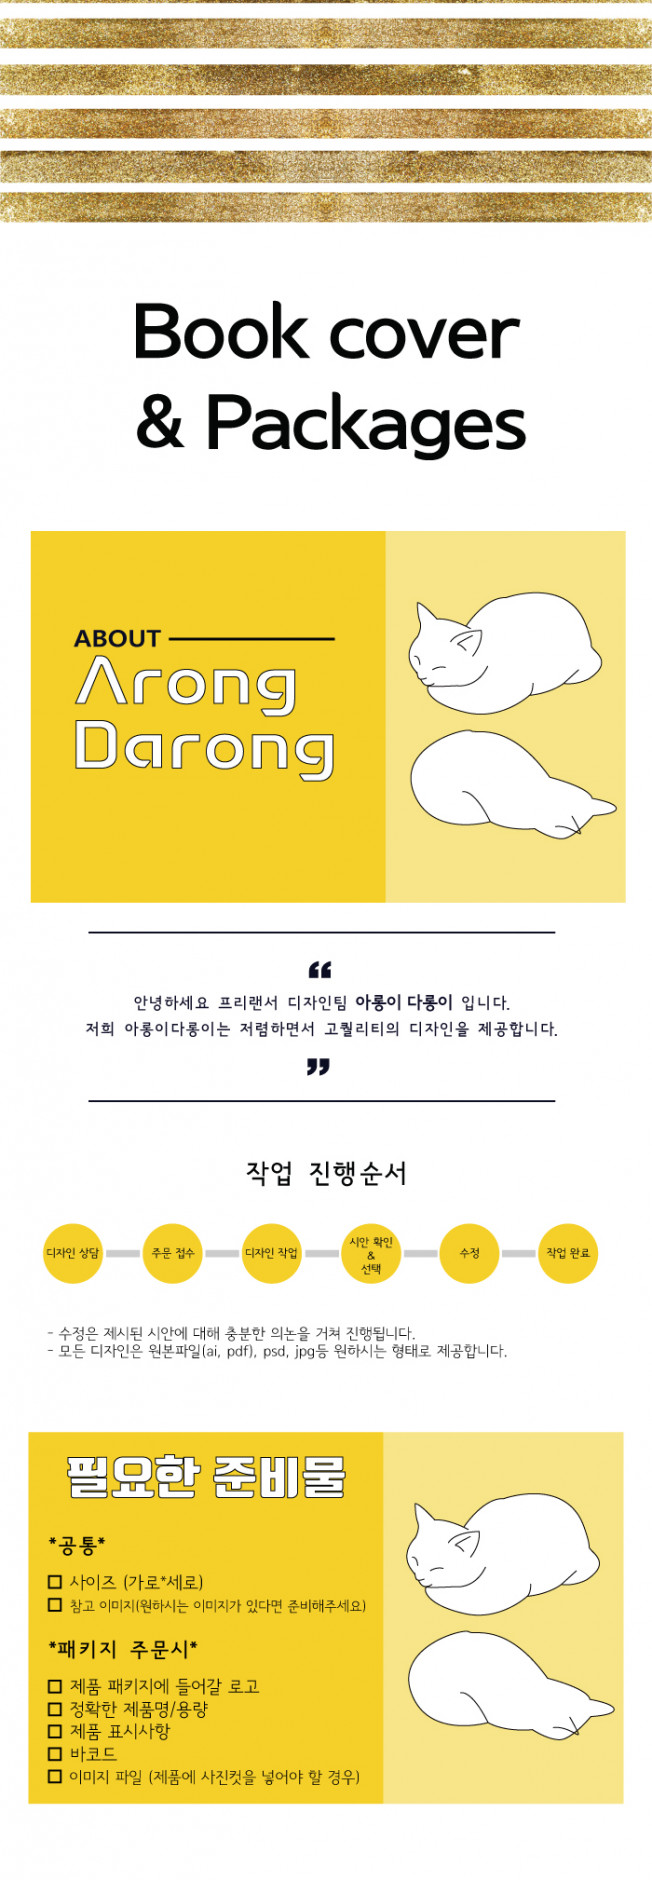 Book cover
& Packages
ABOUT
Arong
Darong
“
안녕하세요 프리랜서 디자인팀 아롱이 다롱이 입니다.
저희 아롱이다롱이는 저렴하면서 고퀄리티의 디자인을 제공합니다.
”
작업 진행순서
디자인 상담
주문 접수
디자인 작업
시안 확인
&
선택
수정
작업 완료
- 수정은 제시된 시안에 대해 충분한 의논을 거쳐 진행됩니다.
- 모든 디자인은 원본파일(ai, pdf), psd, jpg등 원하시는 형태로 제공합니다.
필요한 준비물
*공통*
□ 사이즈 (가로*세로)
□ 참고 이미지(원하시는 이미지가 있다면 준비해주세요)
*패키지 주문시*
□ 제품 패키지에 들어갈 로고
□ 정확한 제품명/용량
□ 제품 표시사항
□ 바코드
□ 이미지 파일 (제품에 사진컷을 넣어야 할 경우)